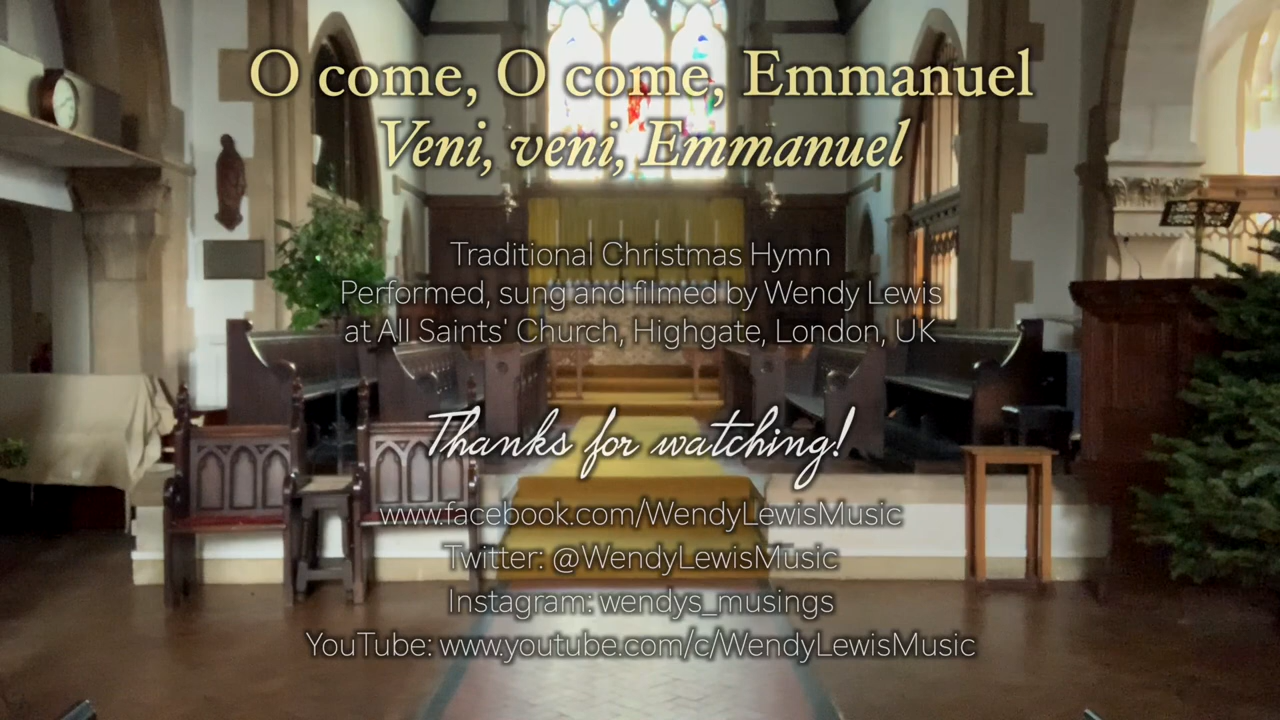 O come, O come, Emmanuel
Veni, veni, Emmanuel
Traditional Christmas Hymn
Performed, sung and filmed by Wendy Lewis
at All Saints' Church, Highgate, London, UK
Thanks for watching!
www.facebook.com/WendyLewisMusic
Twitter: @WendyLewisMusic
Instagram: wendys_musings
YouTube: www.youtube.com/c/WendyLewisMusic